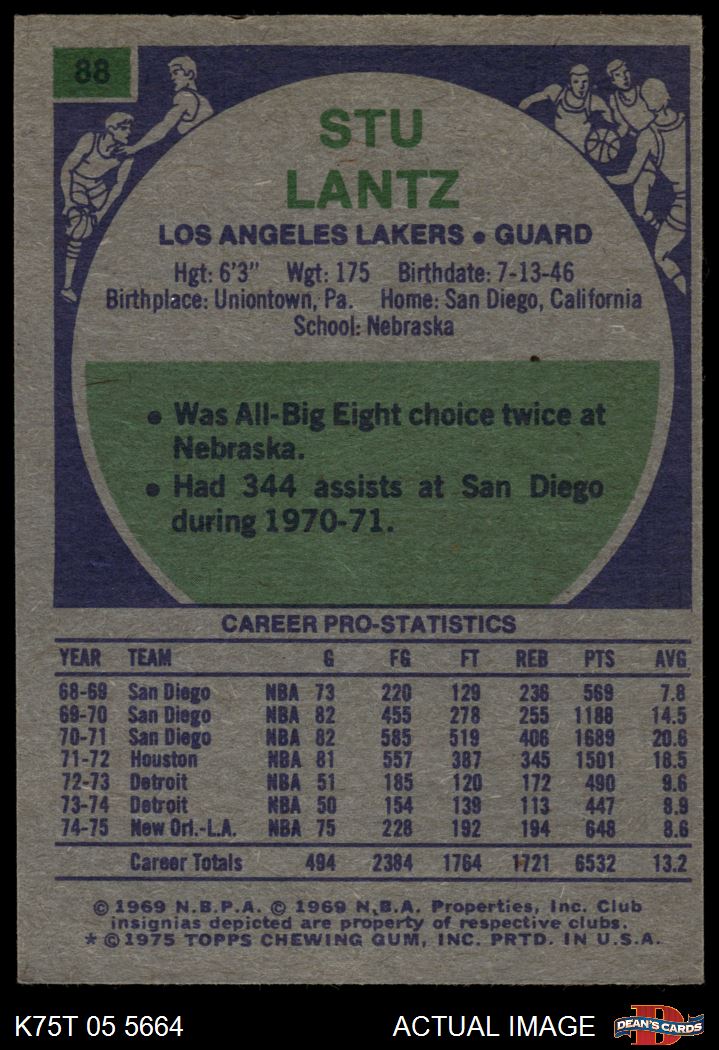 88
STU
LANTZ
LOS ANGELES LAKERS • GUARD
Hgt: 6'3" Wgt: 175 Birthdate: 7-13-46
Birthplace: Uniontown, Pa. Home: San Diego, California
School: Nebraska
• Was All-Big Eight choice twice at
Nebraska.
• Had 344 assists at San Diego
during 1970-71.
CAREER PRO-STATISTICS
YEAR TEAM G FG FT REB PTS AVG
68-69 San Diego NBA 73 220 129 236 569 7.8
69-70 San Diego NBA 82 455 278 255 1188 14.5
70-71 San Diego NBA 82 585 519 406 1689 20.6
71-72 Houston NBA 81 557 387 345 1501 18.5
72-73 Detroit NBA 51 185 120 172 490 9.6
73-74 Detroit NBA 50 154 139 113 447 8.9
74-75 New Orl.-L.A. NBA 75 228 192 194 648 8.6
Career Totals 494 2384 1764 1721 6532 13.2
© 1969 N.B.P.A. © 1969 N.B.A. Properties, Inc. Club
insignias depicted are property of respective clubs.
* © 1975 TOPPS CHEWING GUM, INC. PRTD. IN U.S.A.
K75T 05 5664 ACTUAL IMAGE DEAN'S CARDS